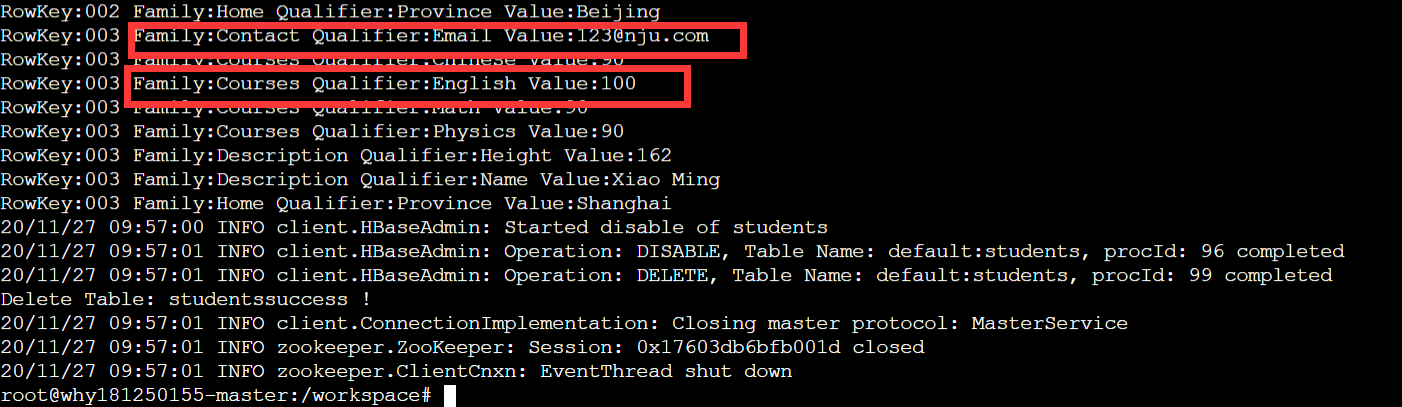 RowKey:002 Family:Home Qualifier:Province Value:Beijing
RowKey:003 Family:Contact Qualifier:Email Value:123@nju.com
RowKey:003 Family:Courses Qualifier:Chinese Value:90
RowKey:003 Family:Courses Qualifier:English Value:100
RowKey:003 Family:Courses Qualifier:Math Value:90
RowKey:003 Family:Courses Qualifier:Physics Value:90
RowKey:003 Family:Description Qualifier:Height Value:162
RowKey:003 Family:Description Qualifier:Name Value:Xiao Ming
RowKey:003 Family:Home Qualifier:Province Value:Shanghai
20/11/27 09:57:00 INFO client.HBaseAdmin: Started disable of students
20/11/27 09:57:01 INFO client.HBaseAdmin: Operation: DISABLE, Table Name: default:students, procId: 96 completed
20/11/27 09:57:01 INFO client.HBaseAdmin: Operation: DELETE, Table Name: default:students, procId: 99 completed
Delete Table: studentssuccess !
20/11/27 09:57:01 INFO client.ConnectionImplementation: Closing master protocol: MasterService
20/11/27 09:57:01 INFO zookeeper.ZooKeeper: Session: 0x17603db6bfb001d closed
20/11/27 09:57:01 INFO zookeeper.ClientCnxn: EventThread shut down
root@why181250155-master:/workspace#